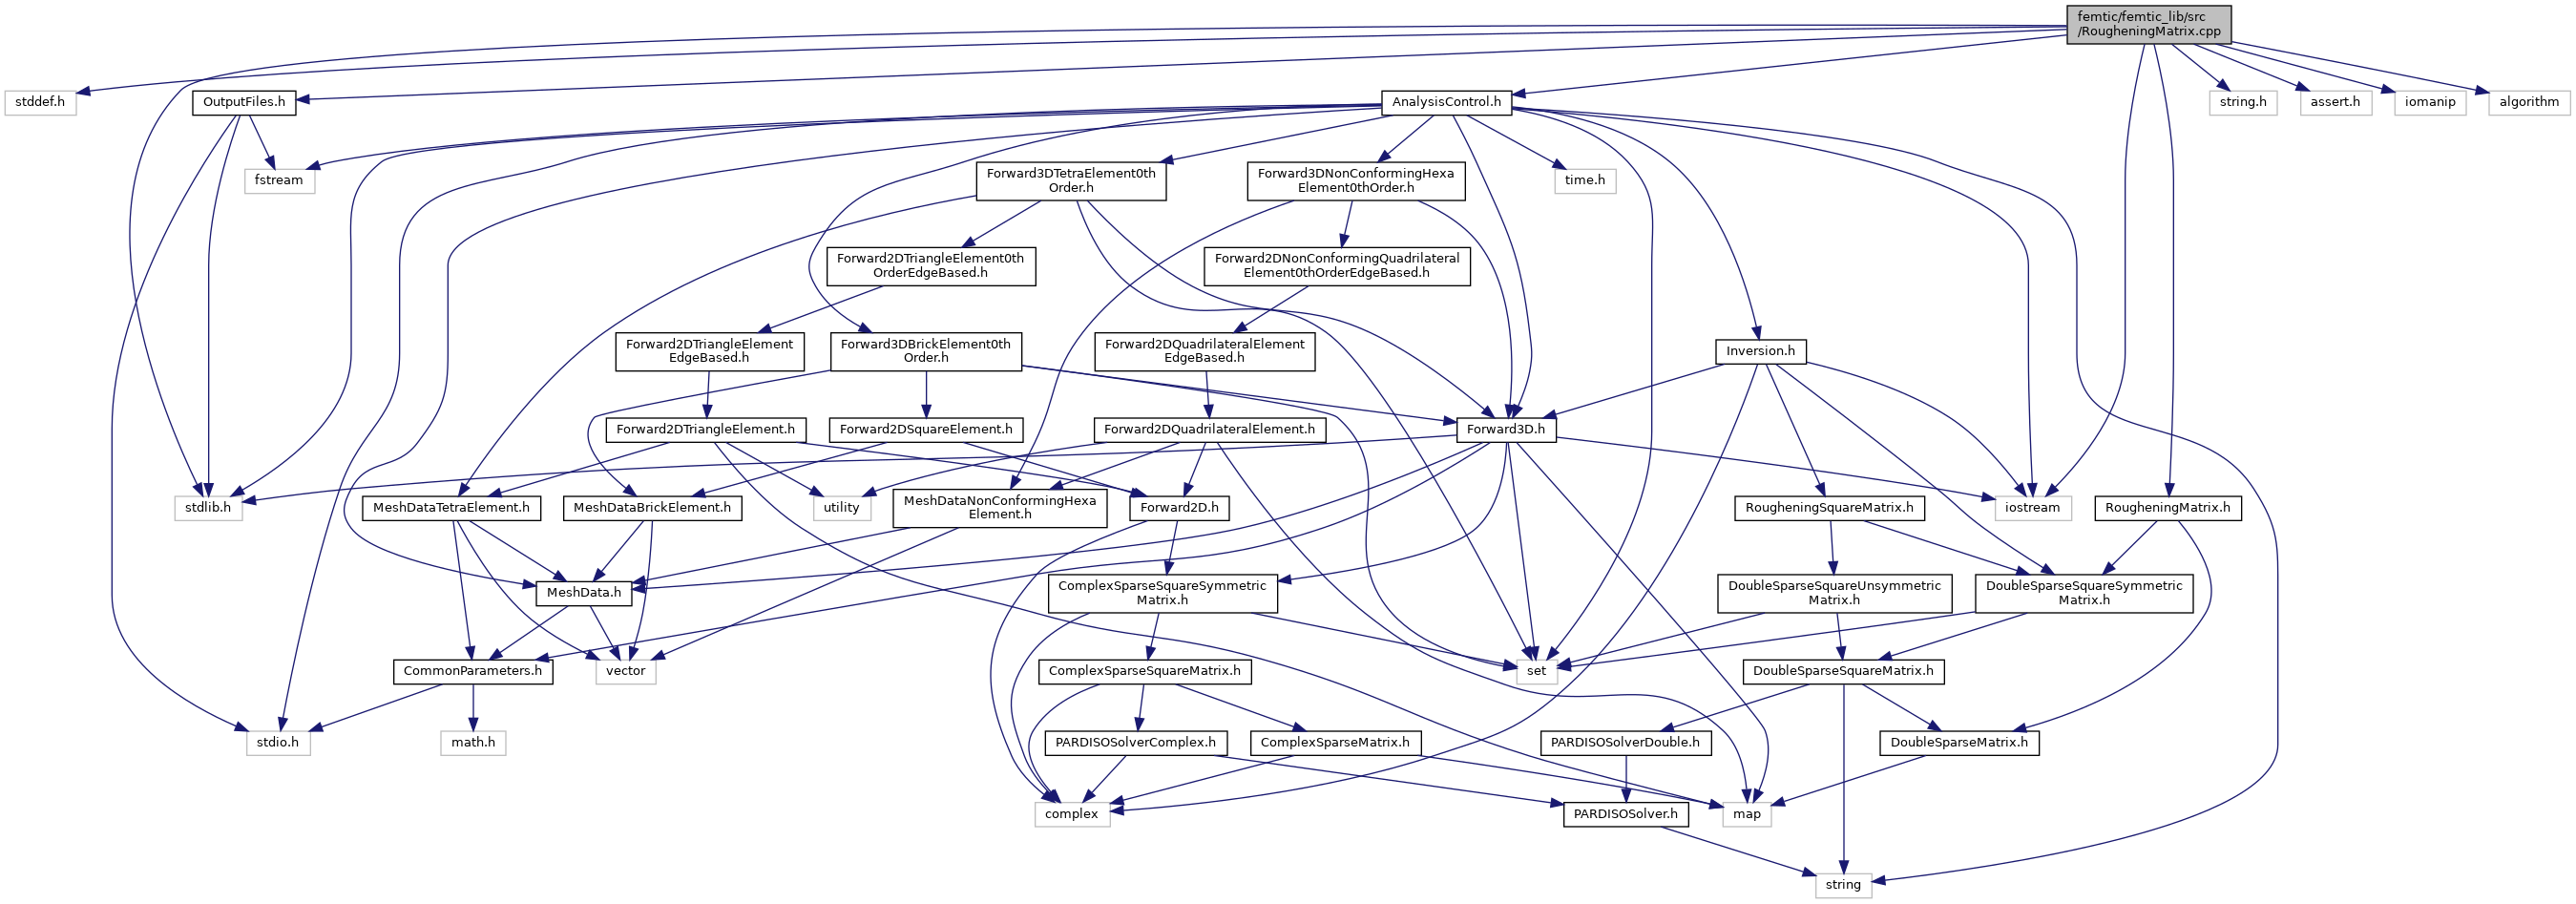 femtic/femtic_lib/src
/RougheningMatrix.cpp
stddef.h
OutputFiles.h
AnalysisControl.h
string.h
assert.h
iomanip
algorithm
fstream
Forward3DTetraElement0th
Order.h
Forward3DNonConformingHexa
Element0thOrder.h
time.h
Forward2DTriangleElement0th
OrderEdgeBased.h
Forward2DNonConformingQuadrilateral
Element0thOrderEdgeBased.h
Forward2DTriangleElement
EdgeBased.h
Forward3DBrickElement0th
Order.h
Forward2DQuadrilateralElement
EdgeBased.h
Inversion.h
Forward2DTriangleElement.h
Forward2DSquareElement.h
Forward2DQuadrilateralElement.h
Forward3D.h
stdlib.h
MeshDataTetraElement.h
MeshDataBrickElement.h
utility
MeshDataNonConformingHexa
Element.h
Forward2D.h
RougheningSquareMatrix.h
iostream
RougheningMatrix.h
MeshData.h
ComplexSparseSquareSymmetric
Matrix.h
DoubleSparseSquareUnsymmetric
Matrix.h
DoubleSparseSquareSymmetric
Matrix.h
CommonParameters.h
vector
ComplexSparseSquareMatrix.h
set
DoubleSparseSquareMatrix.h
stdio.h
math.h
PARDISOSolverComplex.h
ComplexSparseMatrix.h
PARDISOSolverDouble.h
DoubleSparseMatrix.h
complex
PARDISOSolver.h
map
string